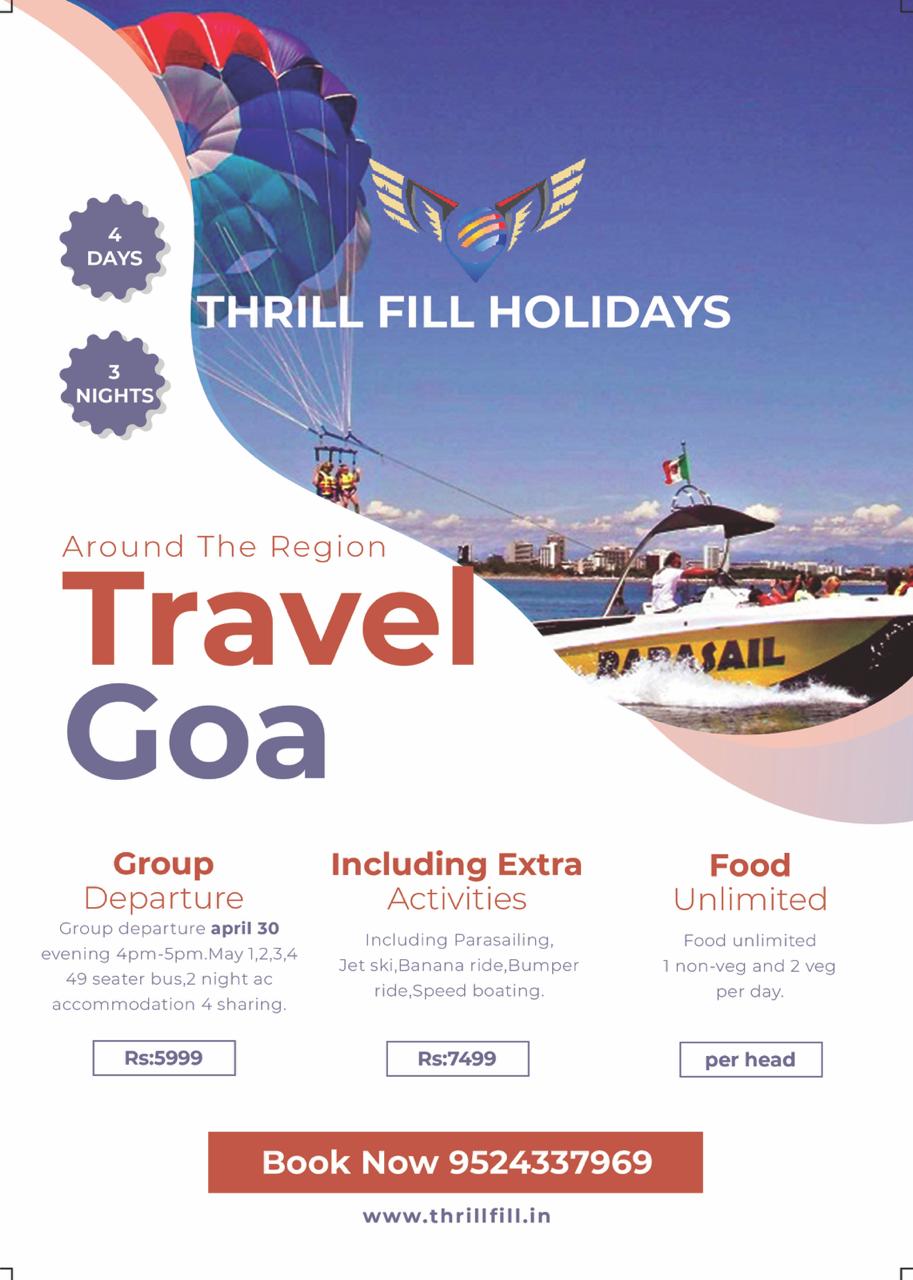 4
DAYS
3
NIGHTS
THRILL FILL HOLIDAYS
PARASAIL
Around The Region
Travel
Goa
Group
Departure
Group departure april 30
evening 4pm-5pm.May 1,2,3,4
49 seater bus,2 night ac
accommodation 4 sharing.
Rs:5999
Including Extra
Activities
Including Parasailing,
Jet ski,Banana ride,Bumper
ride,Speed boating.
Rs:7499
Food
Unlimited
Food unlimited
1 non-veg and 2 veg
per day.
per head
Book Now 9524337969
www.thrillfill.in